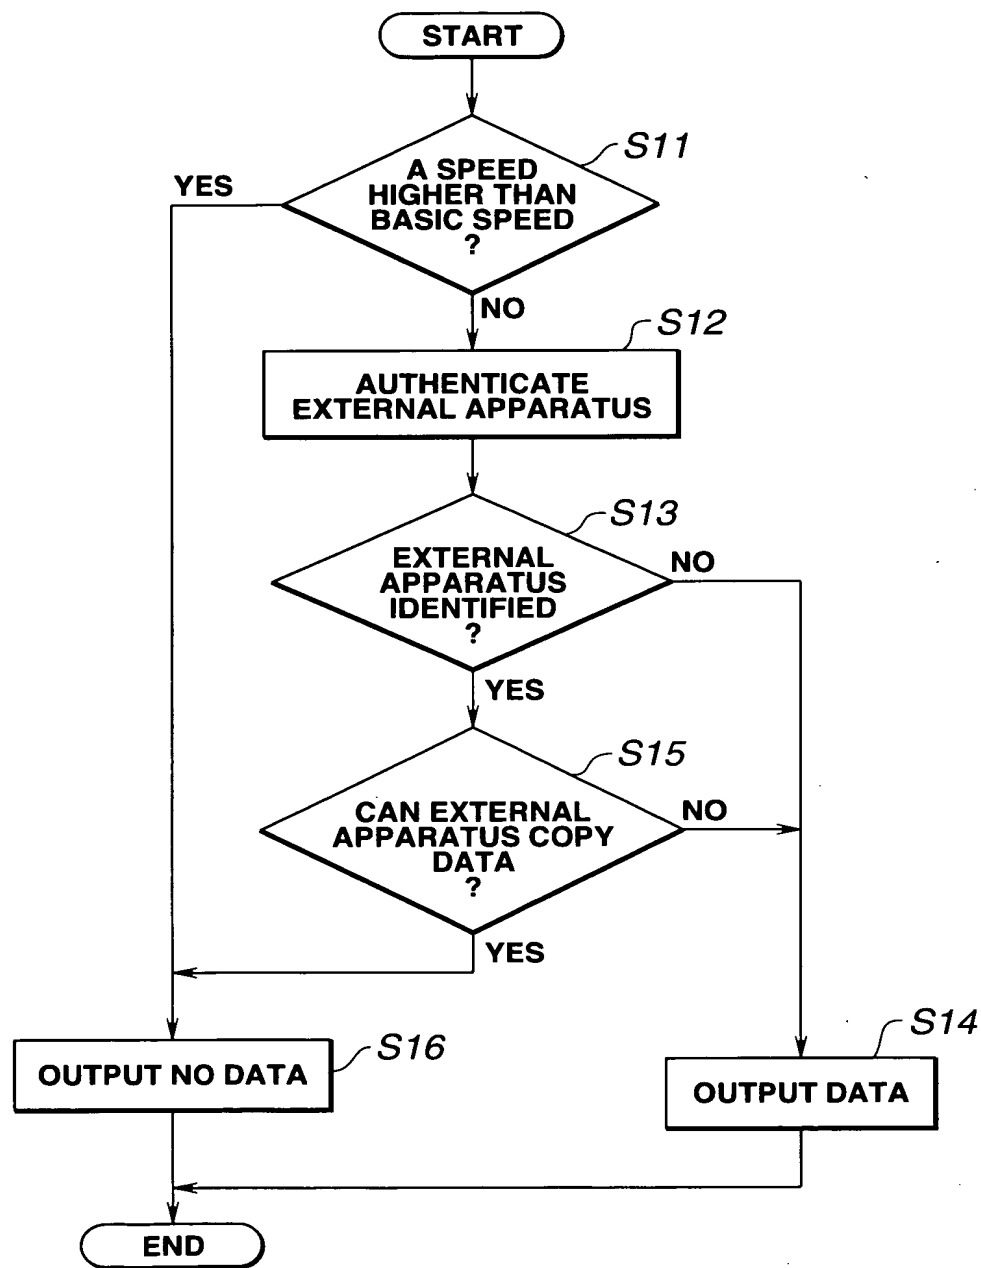 START
S11
A SPEED
HIGHER THAN
BASIC SPEED
?
YES
NO
S12
AUTHENTICATE
EXTERNAL APPARATUS
S13
EXTERNAL
APPARATUS
IDENTIFIED
?
NO
YES
S15
CAN EXTERNAL
APPARATUS COPY
DATA
?
NO
YES
S16
OUTPUT NO DATA
S14
OUTPUT DATA
END